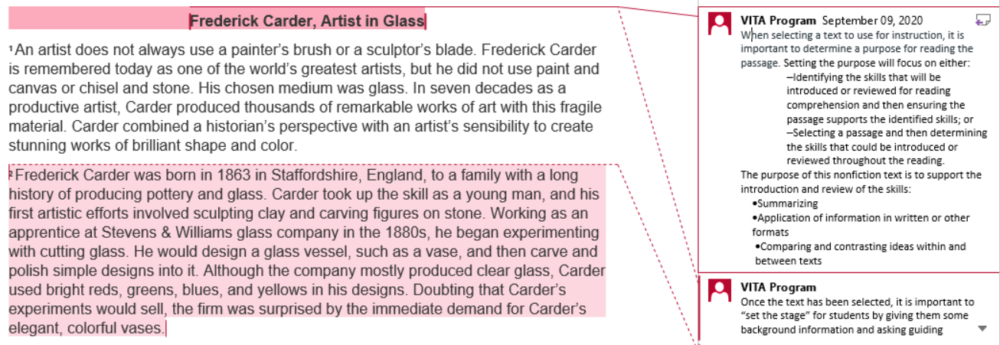 Frederick Carder, Artist in Glass
¹An artist does not always use a painter's brush or a sculptor's blade. Frederick Carder
is remembered today as one of the world's greatest artists, but he did not use paint and
canvas or chisel and stone. His chosen medium was glass. In seven decades as a
productive artist, Carder produced thousands of remarkable works of art with this fragile
material. Carder combined a historian's perspective with an artist's sensibility to create
stunning works of brilliant shape and color.
²Frederick Carder was born in 1863 in Staffordshire, England, to a family with a long
history of producing pottery and glass. Carder took up the skill as a young man, and his
first artistic efforts involved sculpting clay and carving figures on stone. Working as an
apprentice at Stevens & Williams glass company in the 1880s, he began experimenting
with cutting glass. He would design a glass vessel, such as a vase, and then carve and
polish simple designs into it. Although the company mostly produced clear glass, Carder
used bright reds, greens, blues, and yellows in his designs. Doubting that Carder's
experiments would sell, the firm was surprised by the immediate demand for Carder's
elegant, colorful vases.
VITA Program September 09, 2020
When selecting a text to use for instruction, it is
important to determine a purpose for reading the
passage. Setting the purpose will focus on either:
–Identifying the skills that will be
introduced or reviewed for reading
comprehension and then ensuring the
passage supports the identified skills; or
–Selecting a passage and then determining
the skills that could be introduced or
reviewed throughout the reading.
The purpose of this nonfiction text is to support the
introduction and review of the skills:
•Summarizing
•Application of information in written or other
formats
•Comparing and contrasting ideas within and
between texts
VITA Program
Once the text has been selected, it is important to
"set the stage" for students by giving them some
background information and asking guiding